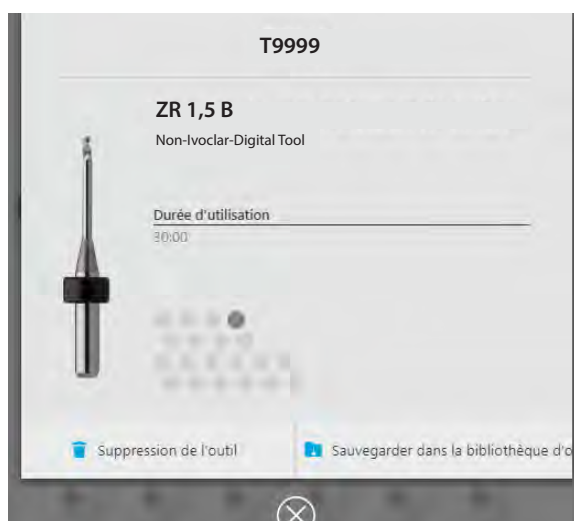 T9999
ZR 1,5 B
Non-Ivoclar-Digital Tool
Durée d'utilisation
30:00
Suppression de l'outil
Sauvegarder dans la bibliothèque d'o